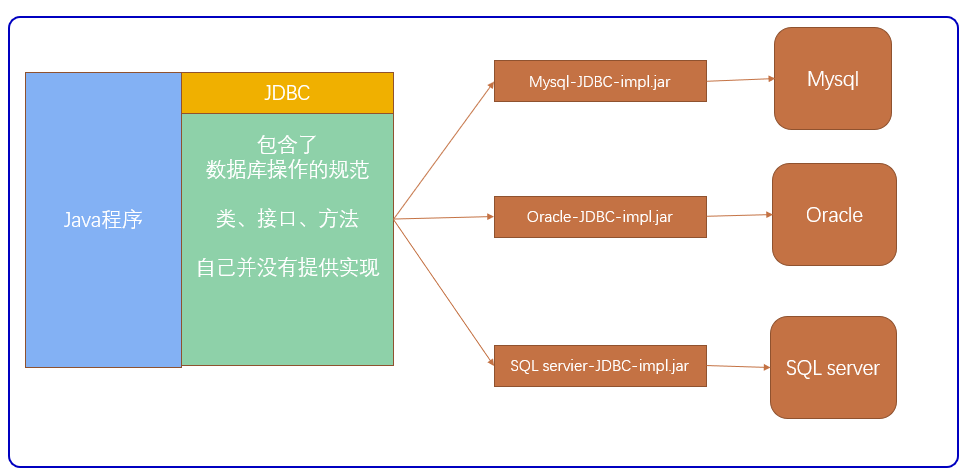 Java程序
JDBC
包含了
数据库操作的规范
类、接口、方法
自己并没有提供实现
Mysql-JDBC-impl.jar
Mysql
Oracle-JDBC-impl.jar
Oracle
SQL servier-JDBC-impl.jar
SQL server